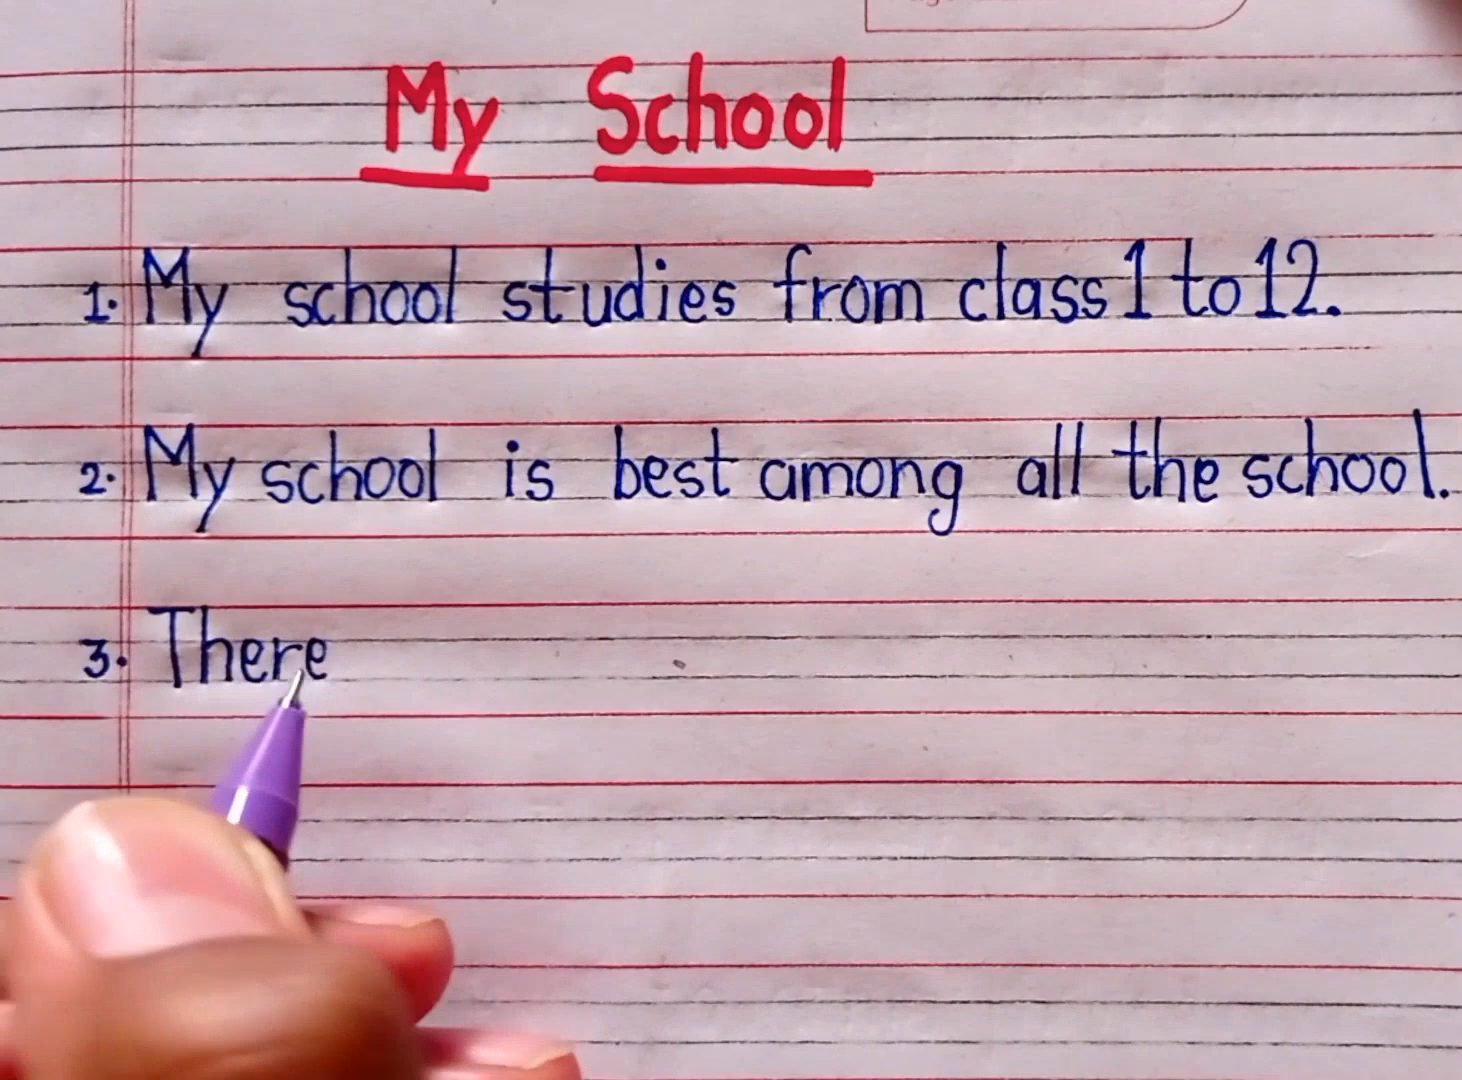 My School
1. My school studies from class 1 to 12.
2. My school is best among all the school.
3. There